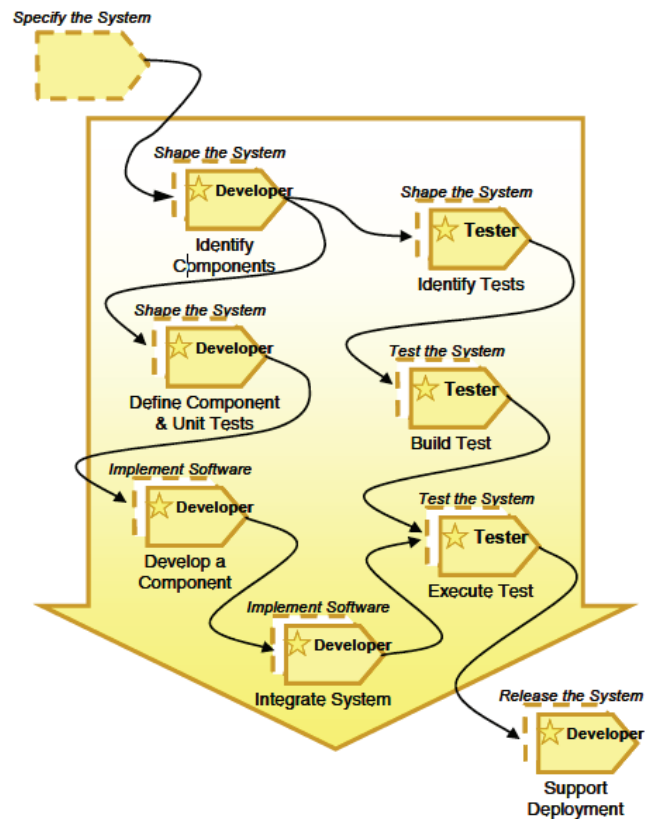 Specify the System
Shape the System
Developer
Identify
Components
Shape the System
Tester
Identify Tests
Shape the System
Developer
Define Component
& Unit Tests
Test the System
Tester
Build Test
Implement Software
Developer
Develop a
Component
Test the System
Tester
Execute Test
Implement Software
Developer
Integrate System
Release the System
Developer
Support
Deployment